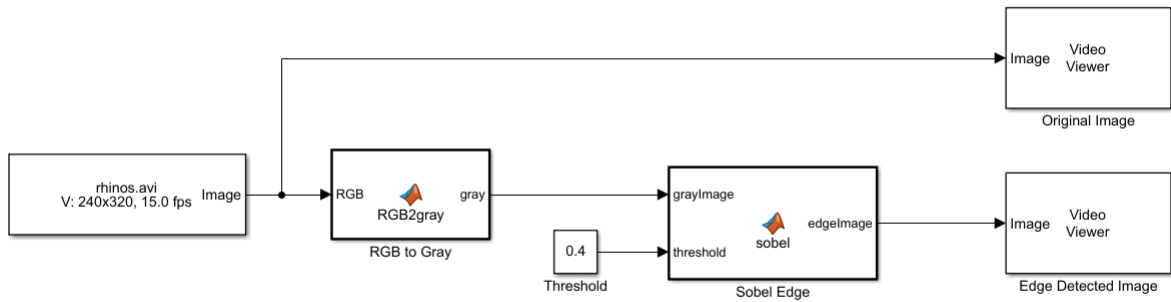 Image
Video
Viewer
Original Image
rhinos.avi
V: 240x320, 15.0 fps
Image
RGB
RGB2gray
gray
RGB to Gray
0.4
Threshold
grayImage
threshold
sobel
edgeImage
Sobel Edge
Image
Video
Viewer
Edge Detected Image